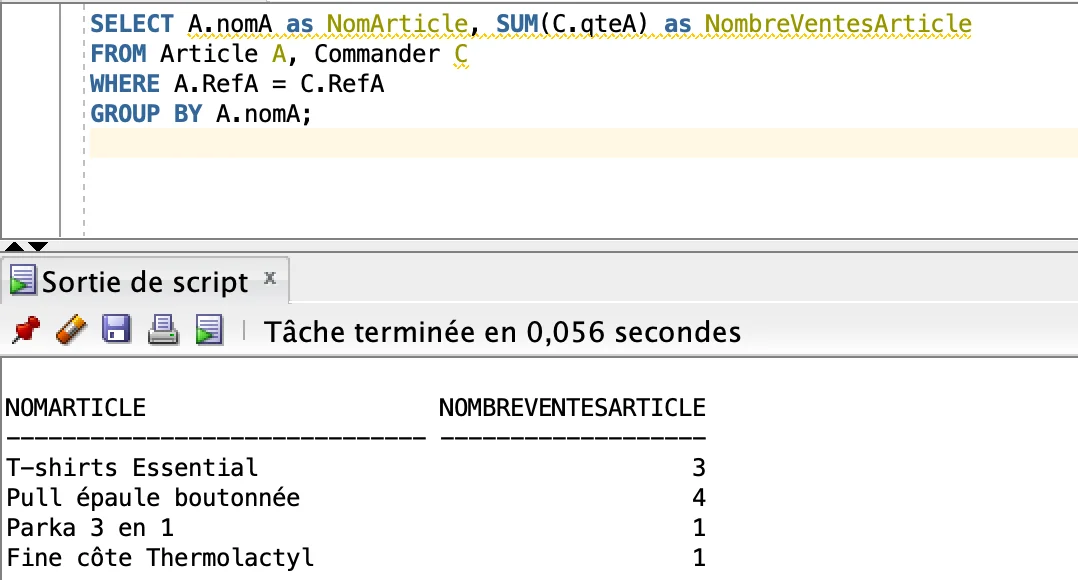 SELECT A.nomA as NomArticle, SUM(C.qteA) as NombreVentesArticle
FROM Article A, Commander C
WHERE A.RefA = C.RefA
GROUP BY A.nomA;
Sortie de script x
Tâche terminée en 0,056 secondes
NOMARTICLE NOMBREVENTESARTICLE
------------------------------ -------------------
T-shirts Essential 3
Pull épaule boutonnée 4
Parka 3 en 1 1
Fine côte Thermolactyl 1